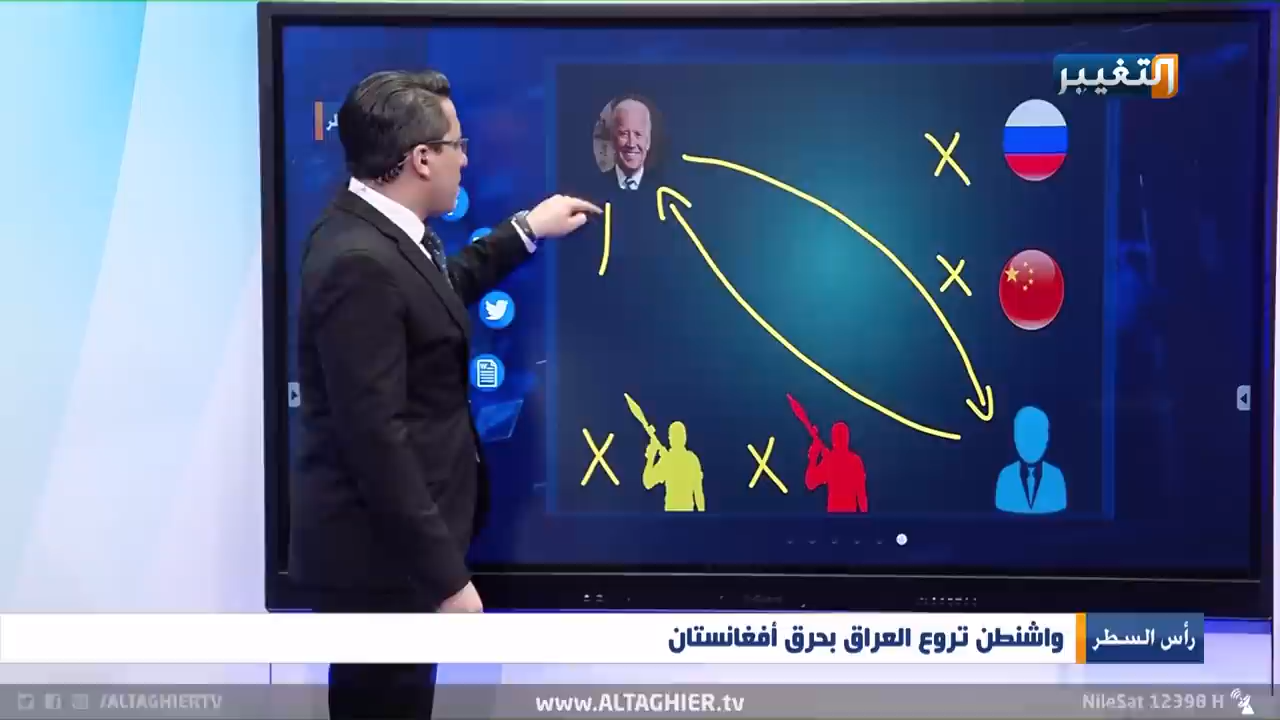 التغيير
X
X
X
X
W
رأس السطر
واشنطن تروع العراق بحرق أفغانستان
/ALTAGHIERTV
www.ALTAGHIER.tv
NileSat 12398 H